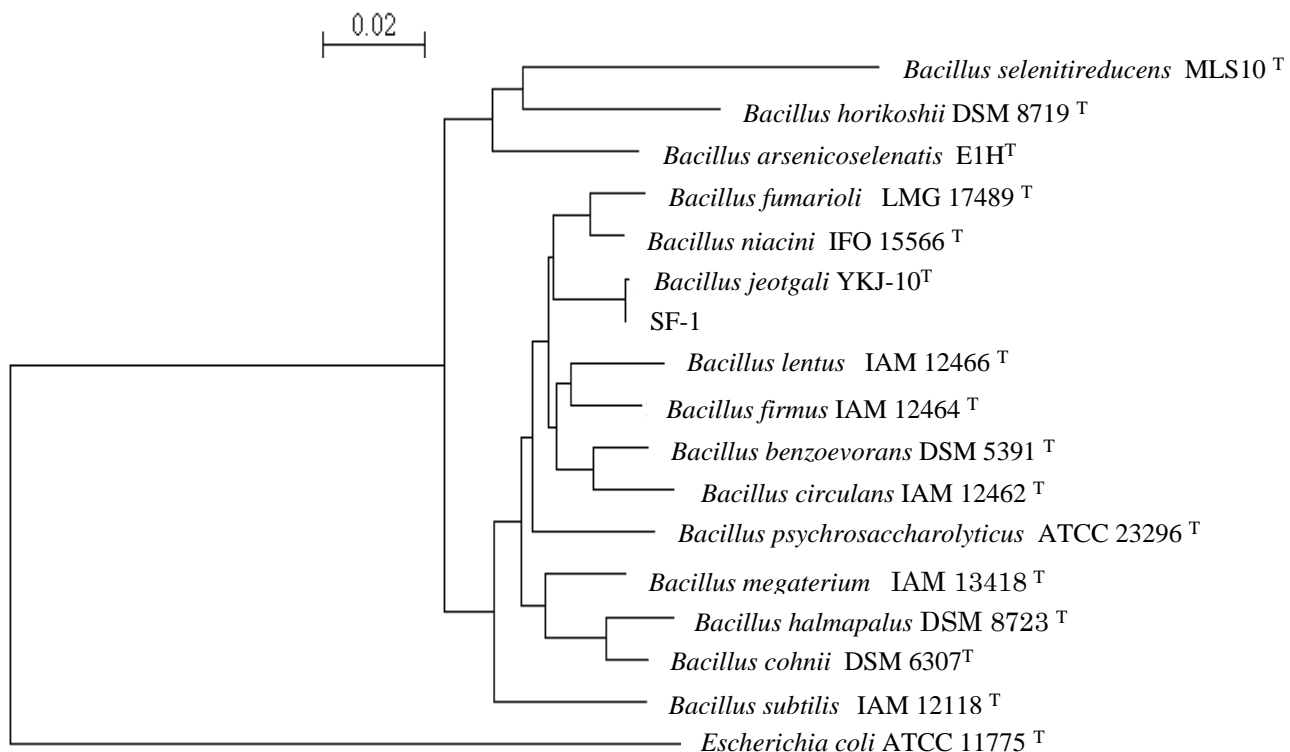 0.02
Bacillus selenitireducens MLS10 T
Bacillus horikoshii DSM 8719 T
Bacillus arsenicoselenatis E1HT
Bacillus fumarioli LMG 17489 T
Bacillus niacini IFO 15566 T
Bacillus jeotgali YKJ-10T
SF-1
Bacillus lentus IAM 12466 T
Bacillus firmus IAM 12464 T
Bacillus benzoevorans DSM 5391 T
Bacillus circulans IAM 12462 T
Bacillus psychrosaccharolyticus ATCC 23296 T
Bacillus megaterium IAM 13418 T
Bacillus halmapalus DSM 8723 T
Bacillus cohnii DSM 6307T
Bacillus subtilis IAM 12118 T
Escherichia coli ATCC 11775 T